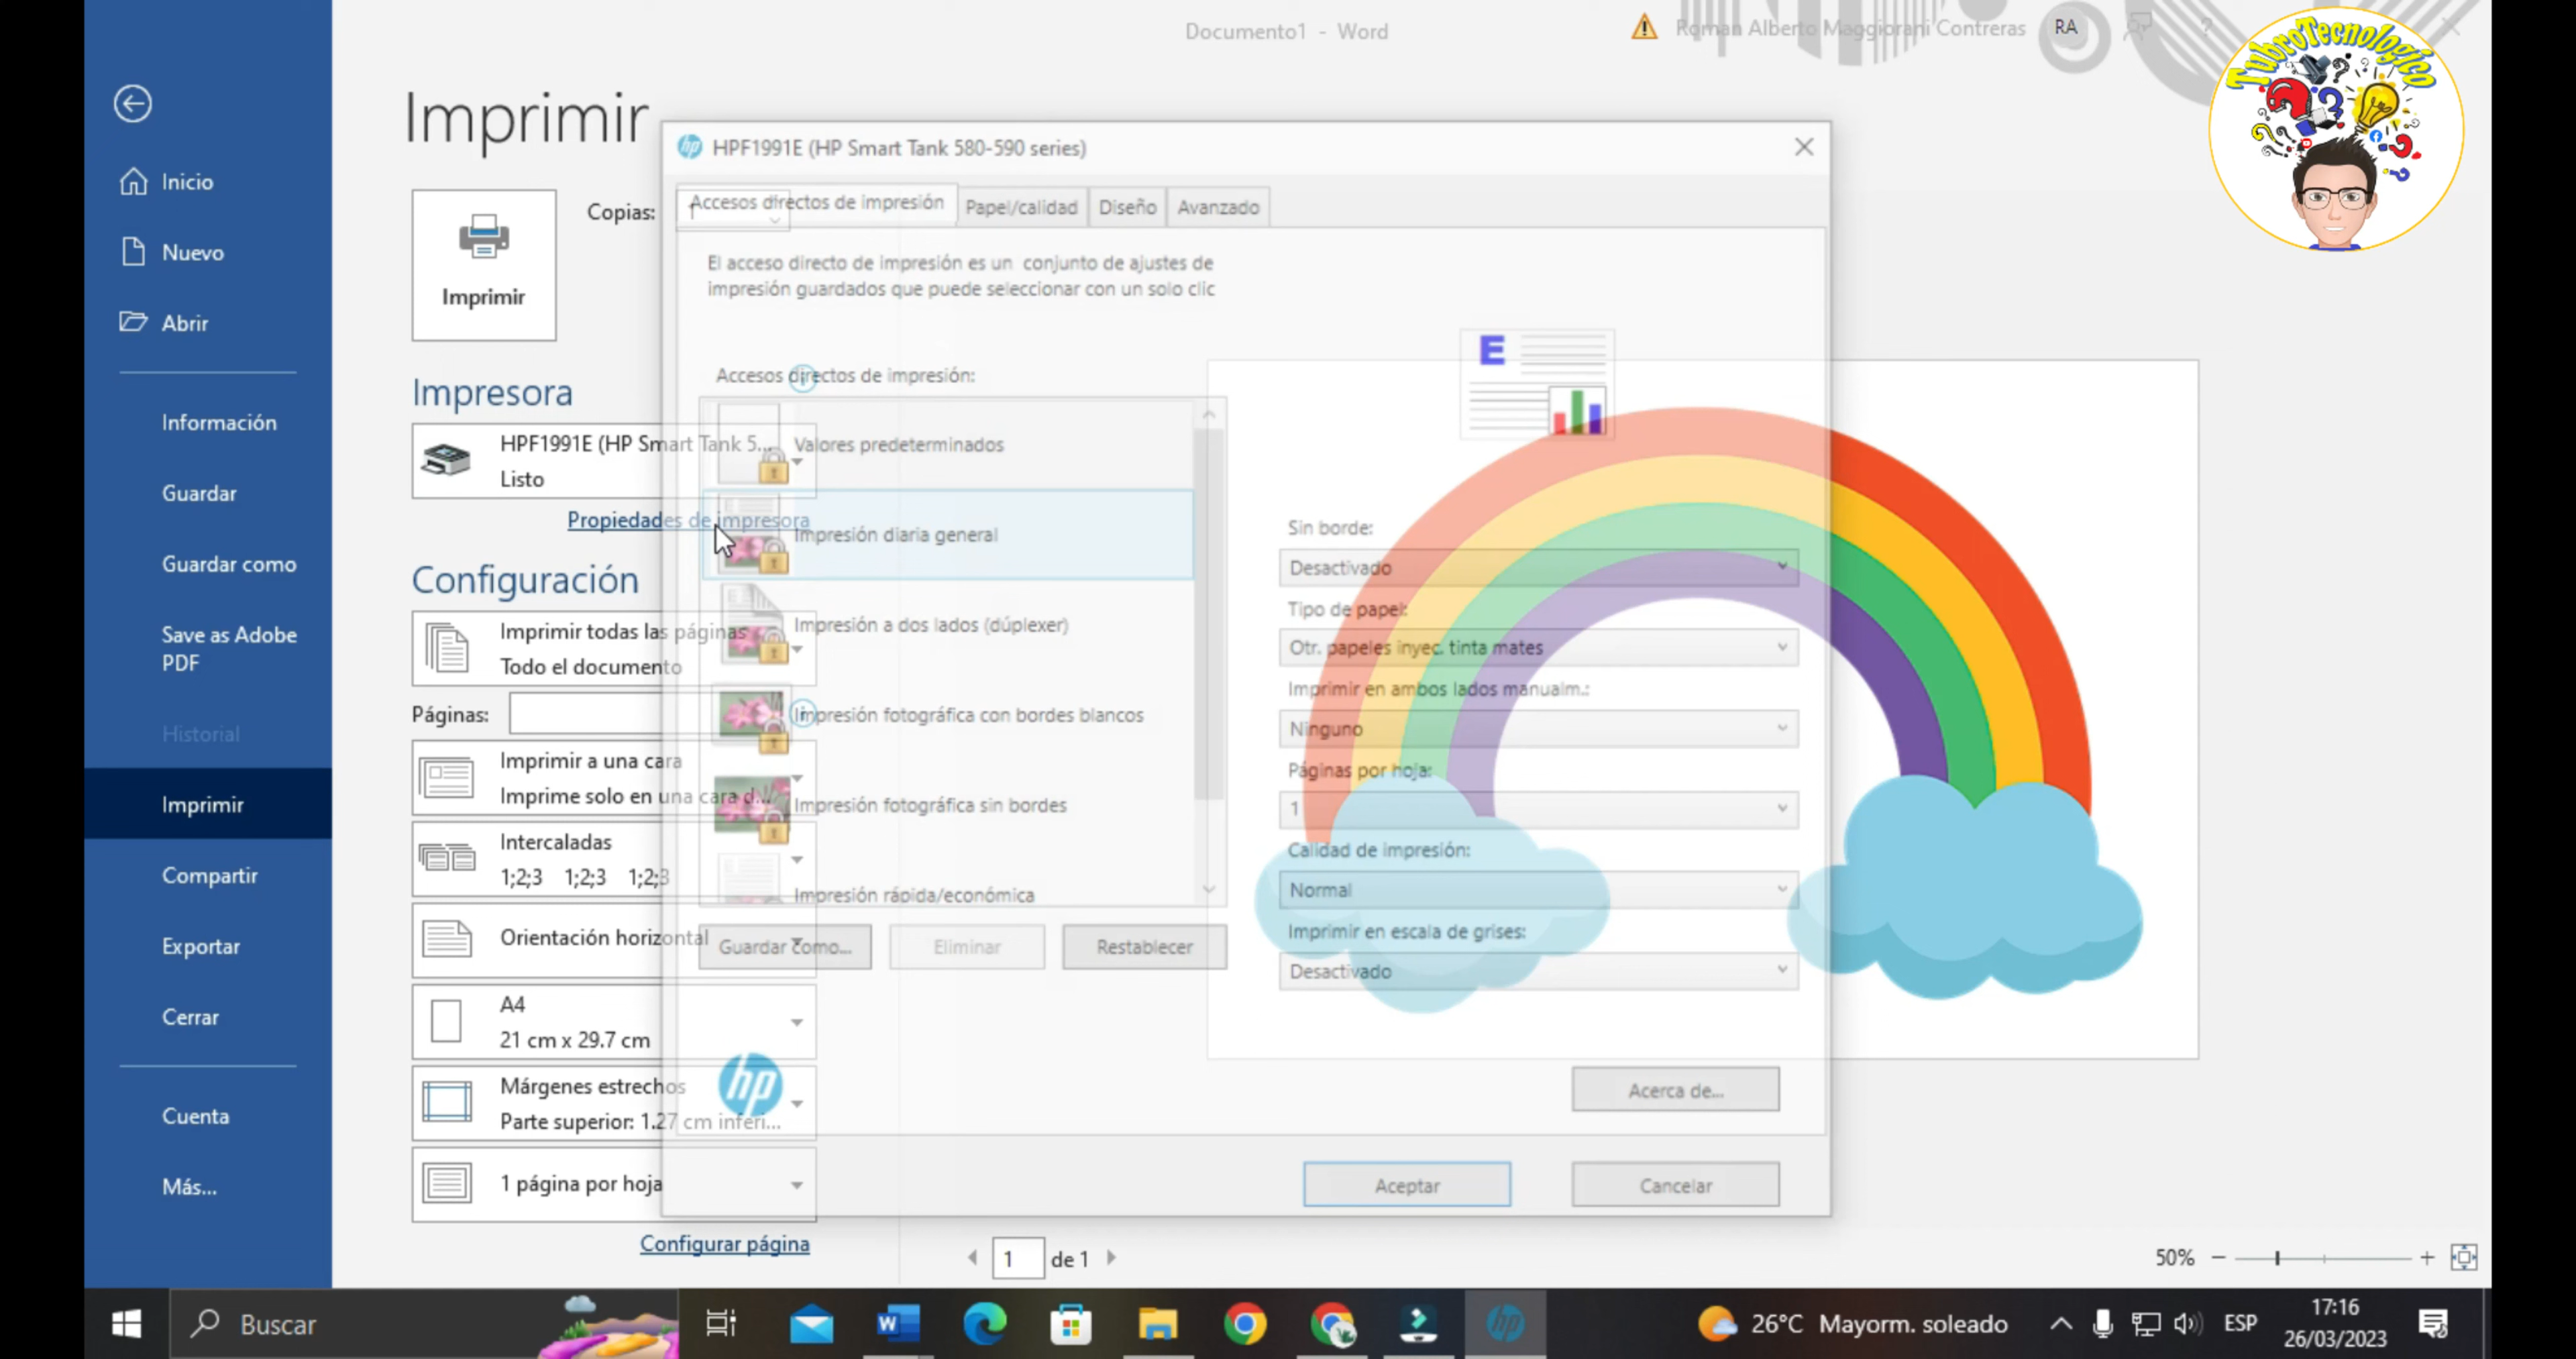 Documento1 - Word
Roman Alberto Maggiorani Contreras
RA
?
TubroTecnologico
Inicio
Nuevo
Abrir
Información
Guardar
Guardar como
Save as Adobe
PDF
Historial
Imprimir
Compartir
Exportar
Cerrar
Cuenta
Más...
Imprimir
Imprimir
Copias:
1
Impresora
HPF1991E (HP Smart Tank 5...
Listo
Propiedades de impresora
Configuración
Imprimir todas las páginas
Todo el documento
Páginas:
Imprimir a una cara
Imprime solo en una cara d...
Intercaladas
1;2;3 1;2;3 1;2;3
Orientación horizontal
A4
21 cm x 29.7 cm
Márgenes estrechos
Parte superior: 1.27 cm inferi...
1 página por hoja
Configurar página
hp
HPF1991E (HP Smart Tank 580-590 series)
Accesos directos de impresión
Papel/calidad
Diseño
Avanzado
El acceso directo de impresión es un conjunto de ajustes de
impresión guardados que puede seleccionar con un solo clic
Accesos directos de impresión:
Valores predeterminados
Impresión diaria general
Impresión a dos lados (dúplexer)
Impresión fotográfica con bordes blancos
Impresión fotográfica sin bordes
Impresión rápida/económica
Guardar como...
Eliminar
Restablecer
E
Sin borde:
Desactivado
Tipo de papel:
Otr. papeles inyec. tinta mates
Imprimir en ambos lados manualm.:
Ninguno
Páginas por hoja:
1
Calidad de impresión:
Normal
Imprimir en escala de grises:
Desactivado
hp
Acerca de...
Aceptar
Cancelar
1 de 1
50%
Buscar
26°C Mayorm. soleado
ESP
17:16
26/03/2023